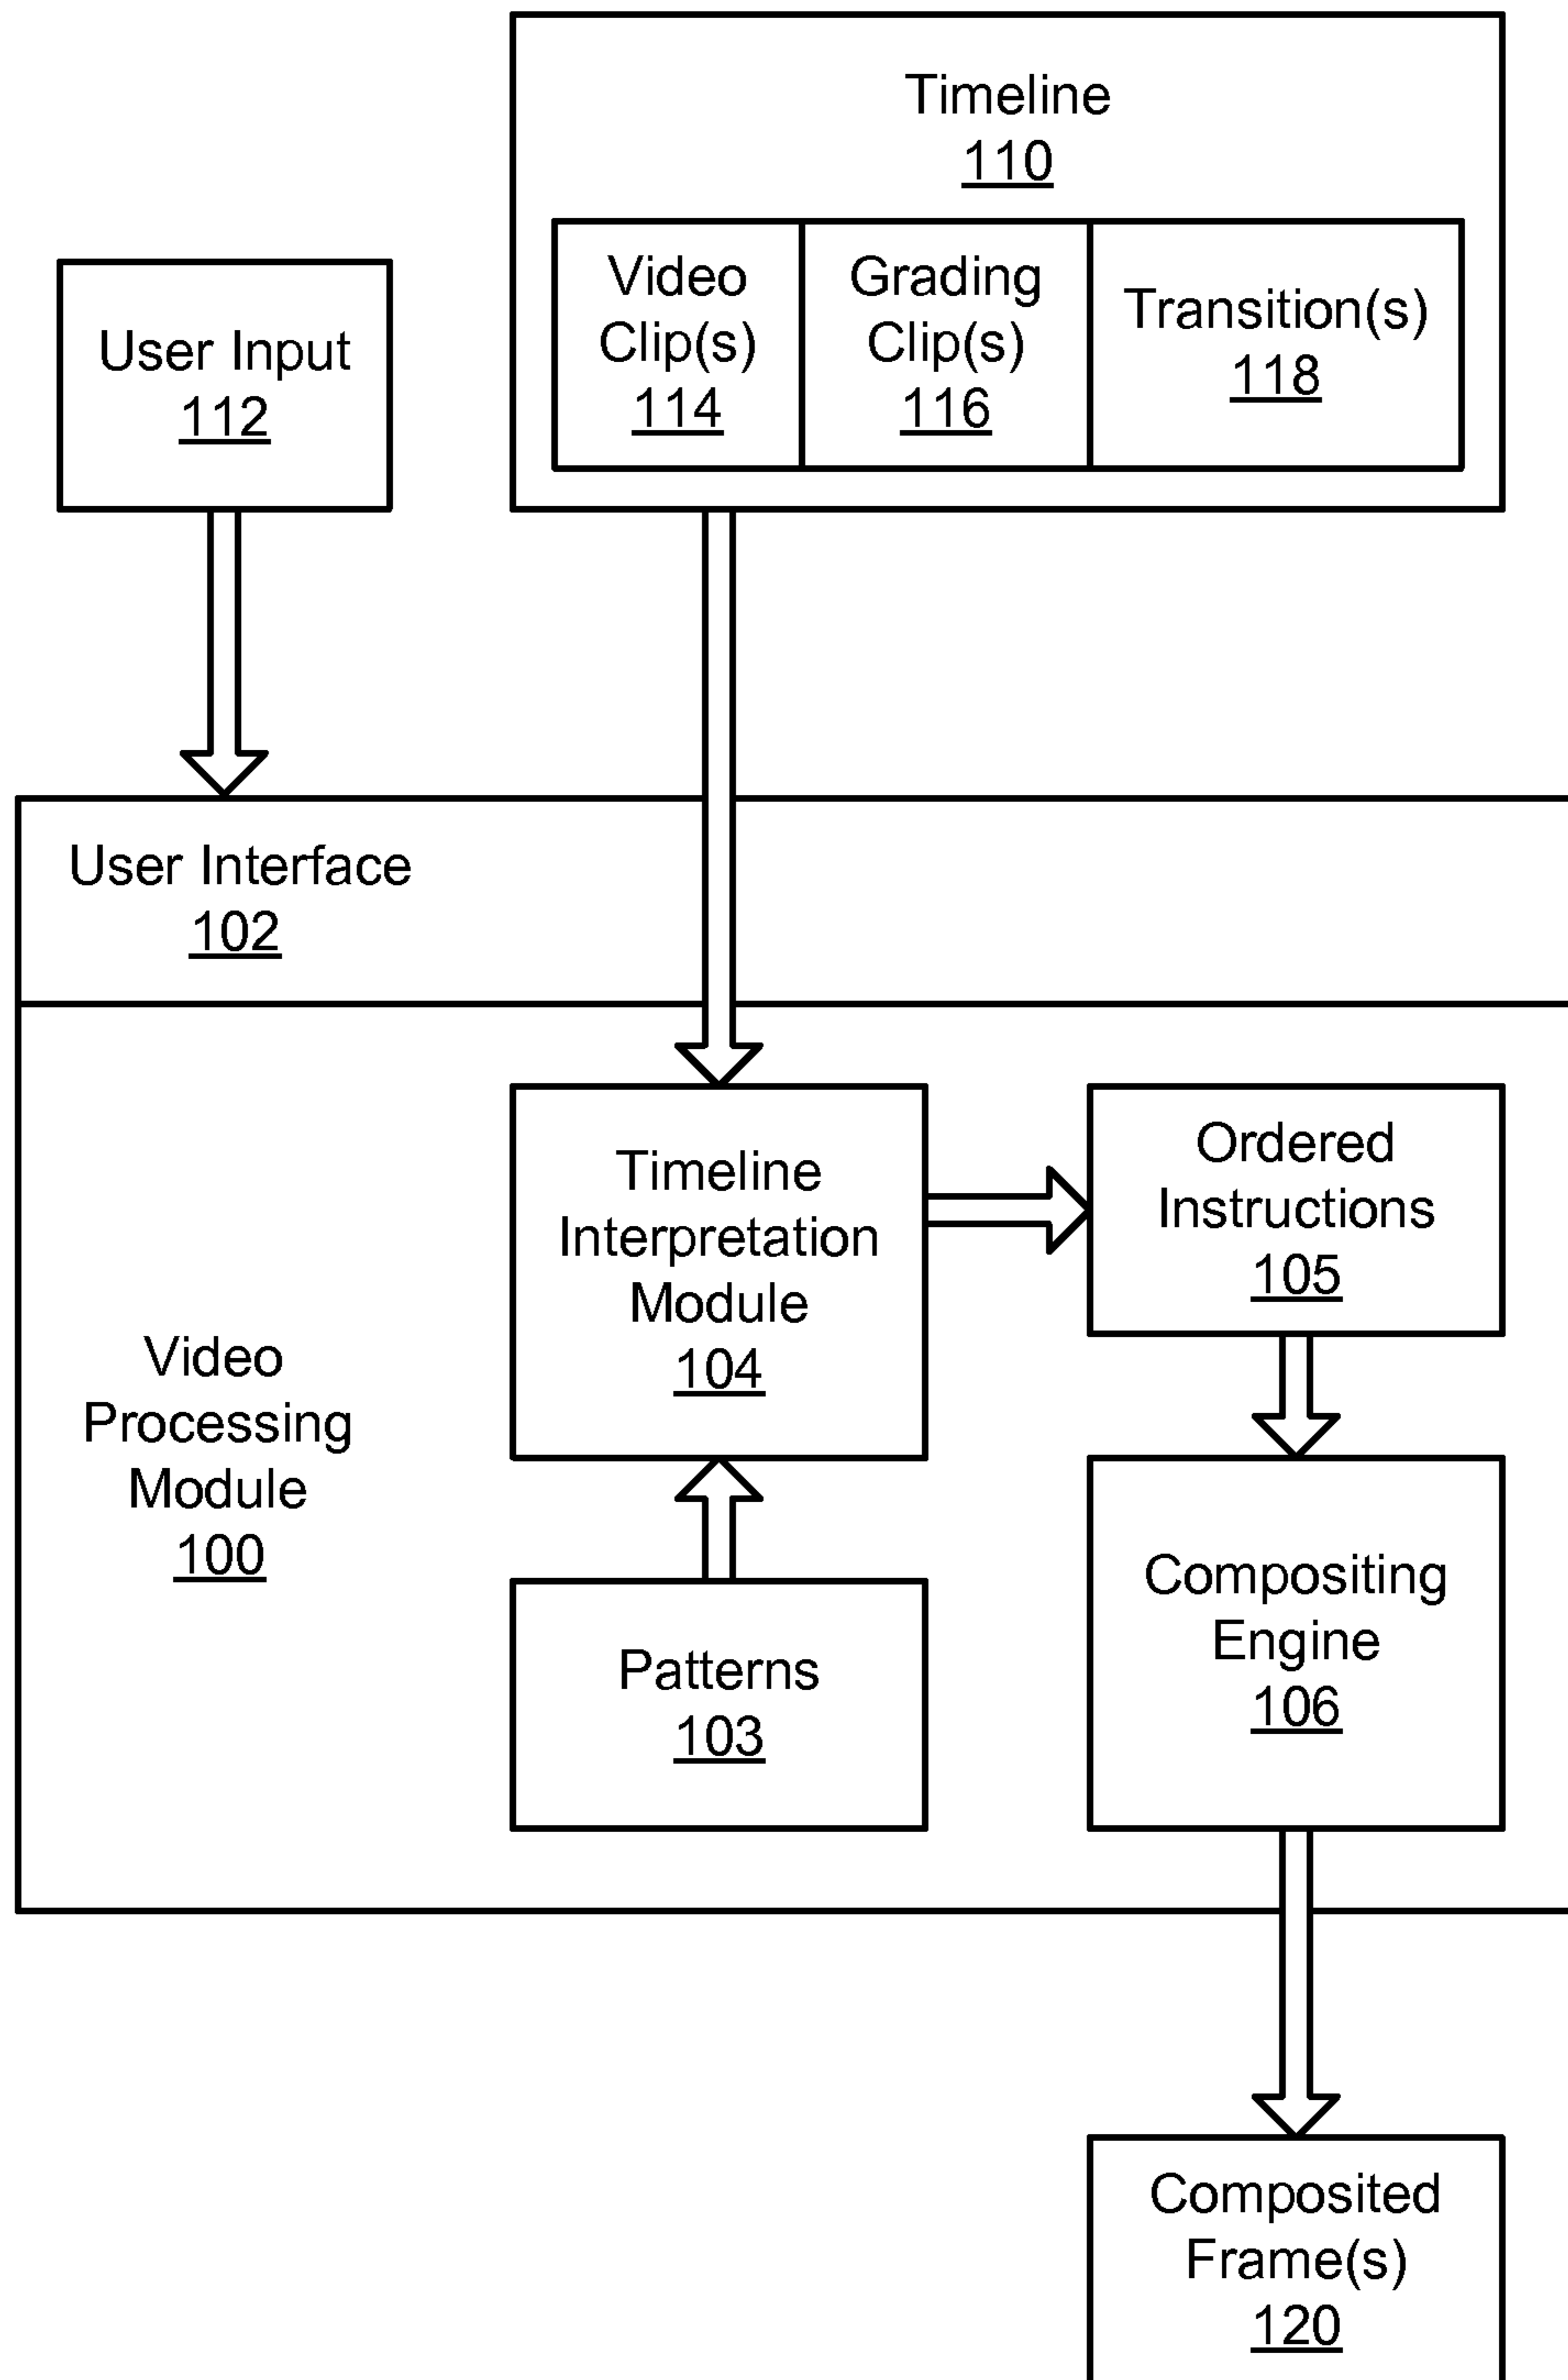 Timeline
110
Video
Clip(s)
114
Grading
Clip(s)
116
Transition(s)
118
User Input
112
User Interface
102
Timeline
Interpretation
Module
104
Ordered
Instructions
105
Video
Processing
Module
100
Patterns
103
Compositing
Engine
106
Composited
Frame(s)
120